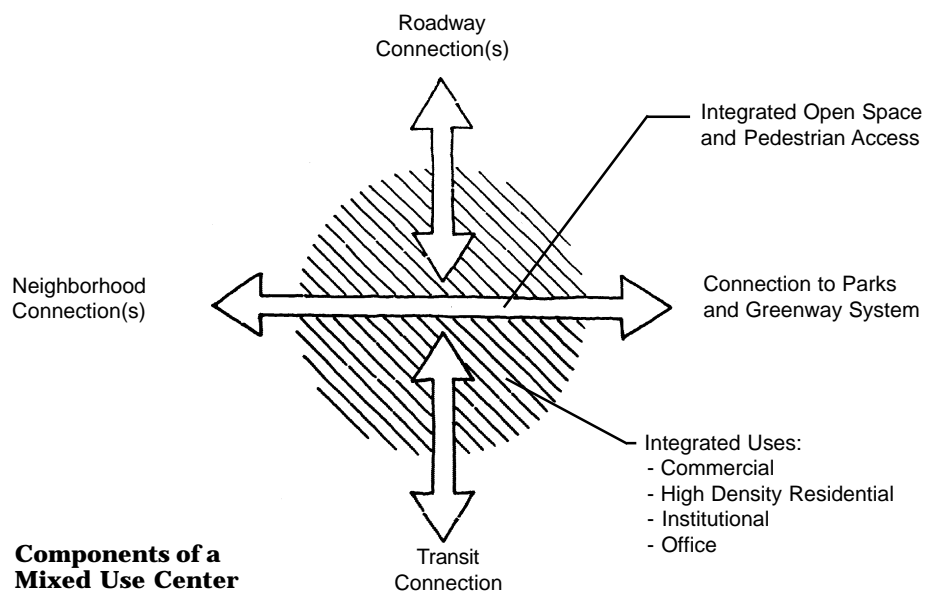 Roadway
Connection(s)
Integrated Open Space
and Pedestrian Access
Neighborhood
Connection(s)
Connection to Parks
and Greenway System
Integrated Uses:
- Commercial
- High Density Residential
- Institutional
- Office
Transit
Connection
Components of a
Mixed Use Center